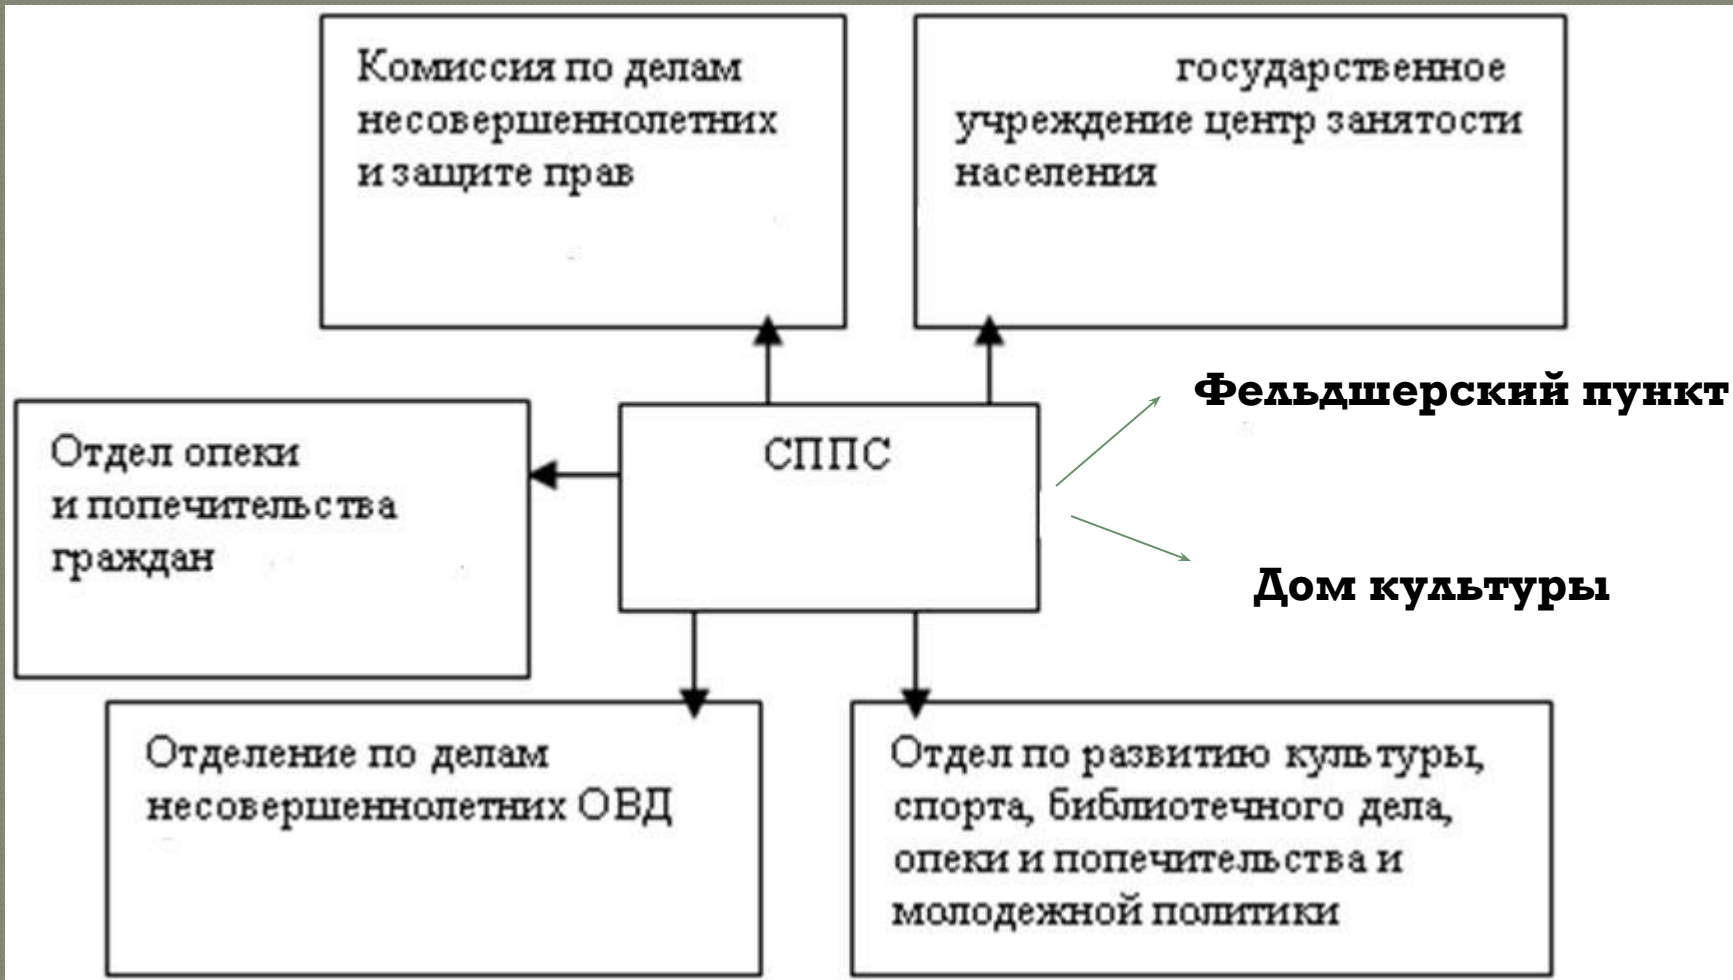 Комиссия по делам
несовершеннолетних
и защите прав
государственное
учреждение центр занятости
населения
Фельдшерский пункт
Отдел опеки
и попечительства
граждан
СППС
Дом культуры
Отделение по делам
несовершеннолетних ОВД
Отдел по развитию культуры,
спорта, библиотечного дела,
опеки и попечительства и
молодежной политики